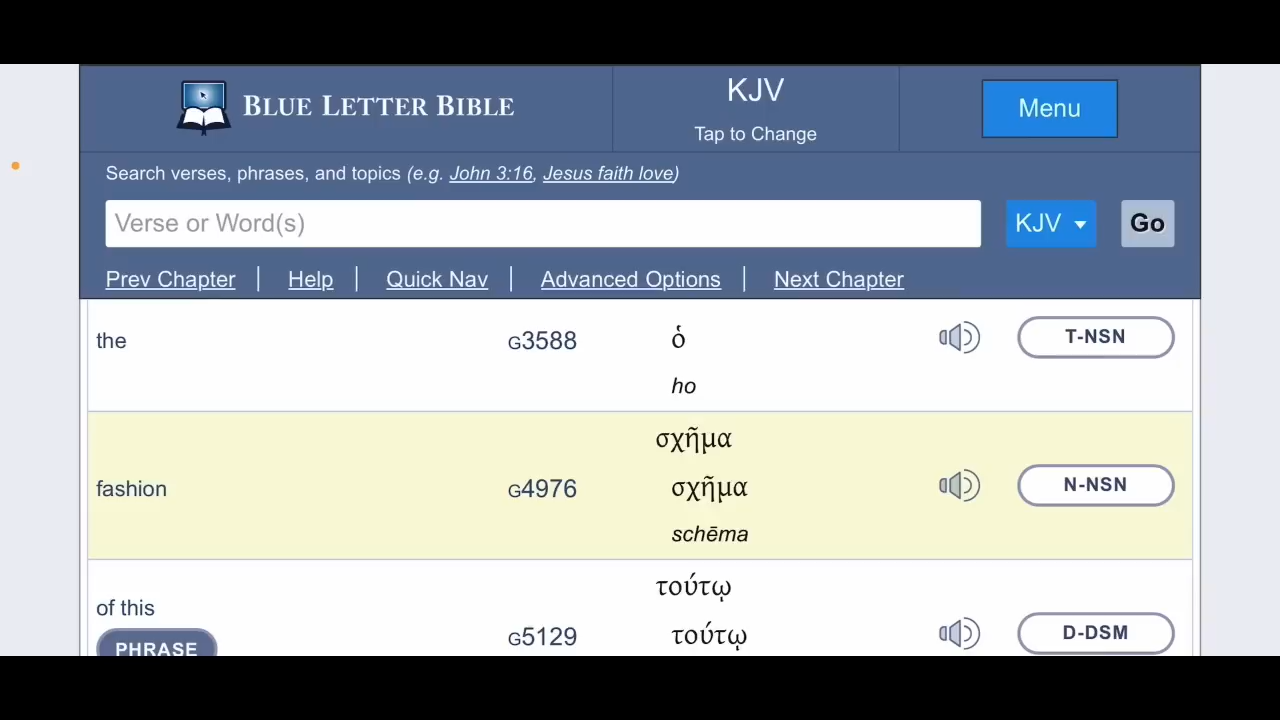 BLUE LETTER BIBLE
KJV
Tap to Change
Menu
Search verses, phrases, and topics (e.g. John 3:16, Jesus faith love)
Verse or Word(s)
KJV
Go
Prev Chapter | Help | Quick Nav | Advanced Options | Next Chapter
the G3588 ὁ T-NSN
ho
σχῆμα
fashion G4976 σχῆμα N-NSN
schēma
τούτῳ
of this
G5129 τούτῳ D-DSM
PHRASE